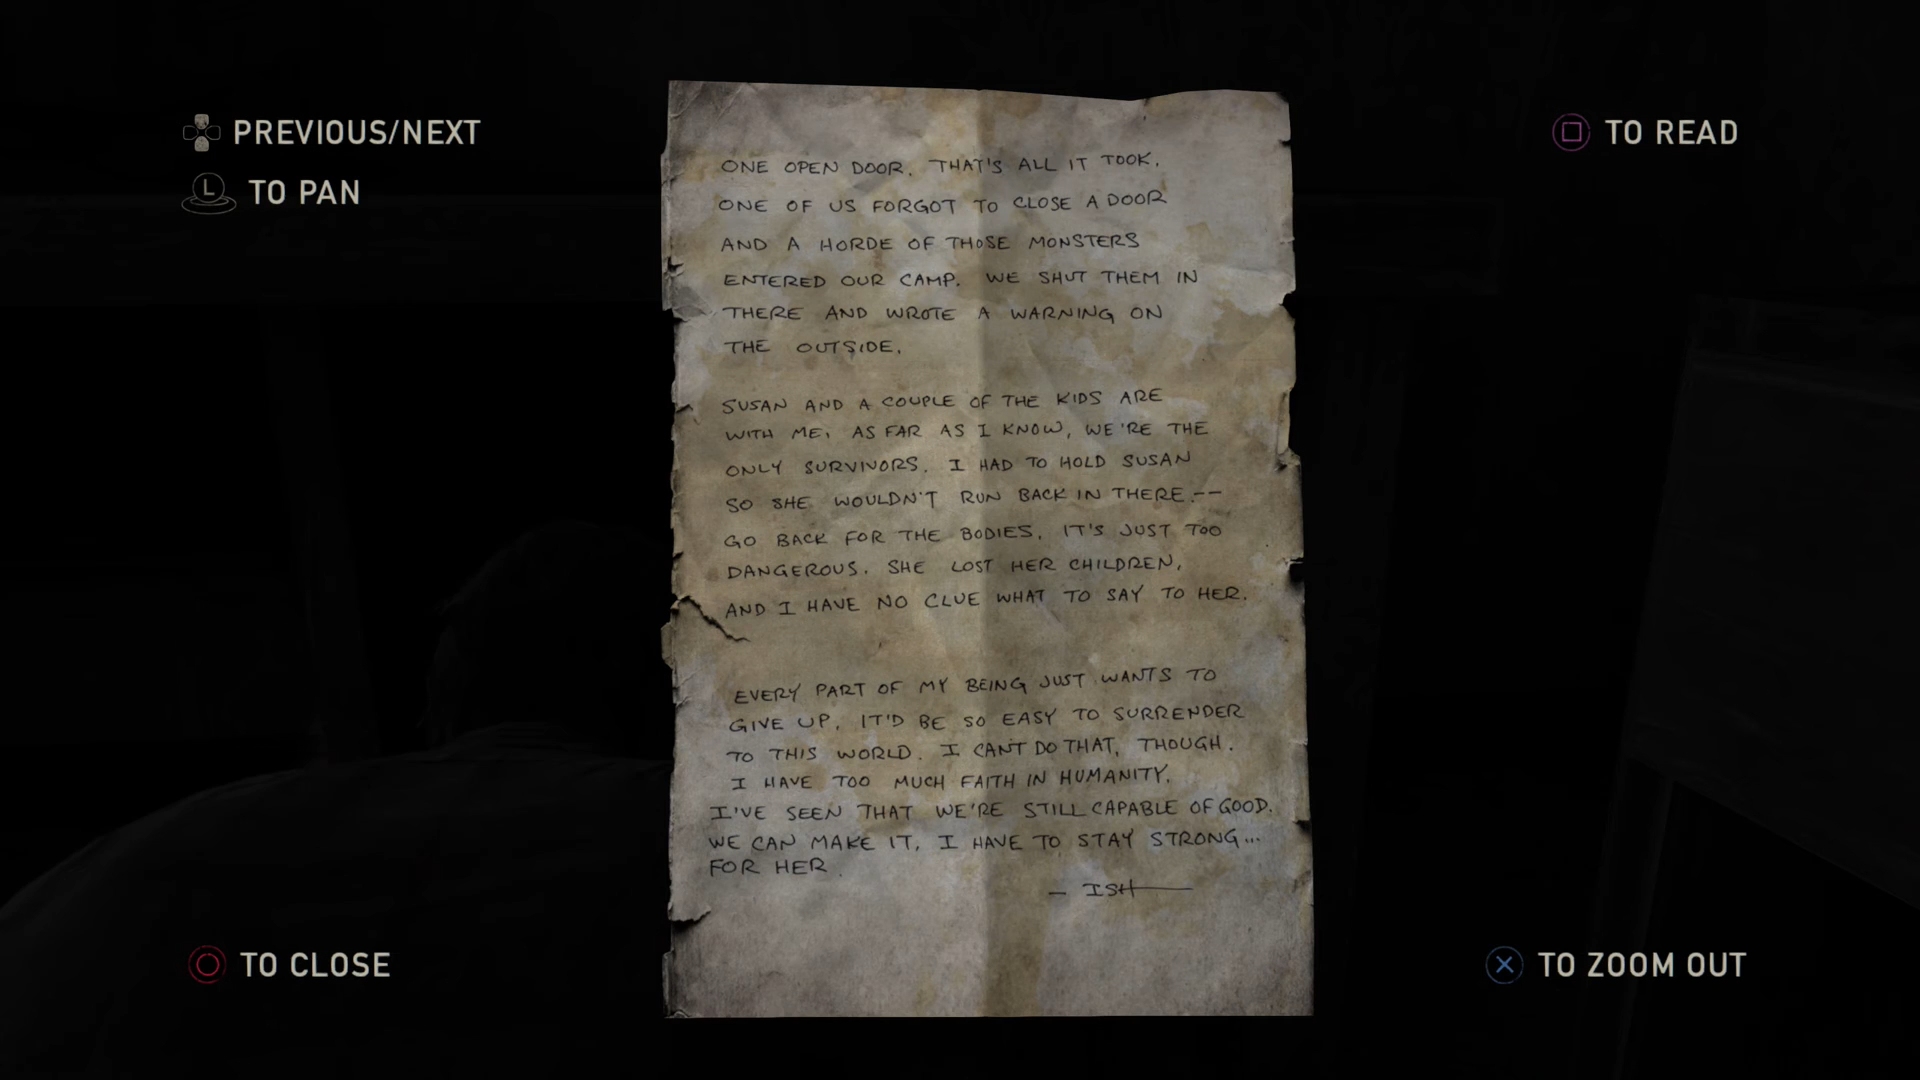 PREVIOUS/NEXT
L TO PAN
TO READ
ONE OPEN DOOR. THAT'S ALL IT TOOK.
ONE OF US FORGOT TO CLOSE A DOOR
AND A HORDE OF THOSE MONSTERS
ENTERED OUR CAMP. WE SHUT THEM IN
THERE AND WROTE A WARNING ON
THE OUTSIDE.
SUSAN AND A COUPLE OF THE KIDS ARE
WITH ME. AS FAR AS I KNOW, WE'RE THE
ONLY SURVIVORS. I HAD TO HOLD SUSAN
SO SHE WOULDN'T RUN BACK IN THERE.--
GO BACK FOR THE BODIES. IT'S JUST TOO
DANGEROUS. SHE LOST HER CHILDREN,
AND I HAVE NO CLUE WHAT TO SAY TO HER.
EVERY PART OF MY BEING JUST WANTS TO
GIVE UP. IT'D BE SO EASY TO SURRENDER
TO THIS WORLD. I CAN'T DO THAT, THOUGH.
I HAVE TOO MUCH FAITH IN HUMANITY.
I'VE SEEN THAT WE'RE STILL CAPABLE OF GOOD.
WE CAN MAKE IT. I HAVE TO STAY STRONG...
FOR HER.
- ISH
TO CLOSE
TO ZOOM OUT